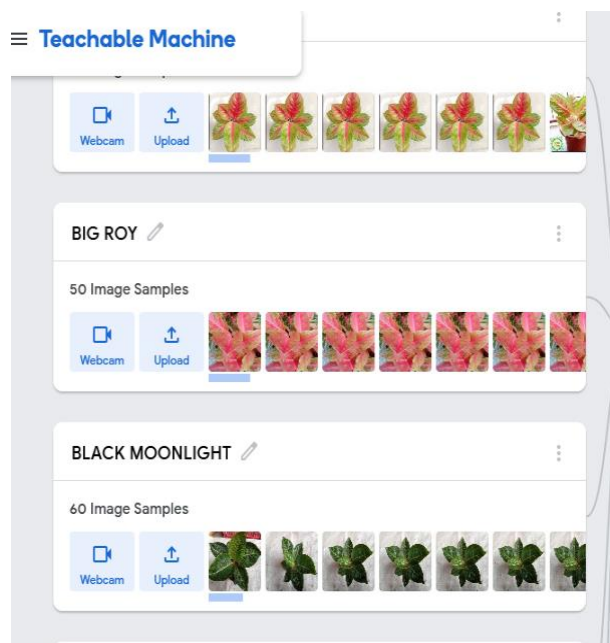 Teachable Machine
Webcam
Upload
BIG ROY
50 Image Samples
Webcam
Upload
BLACK MOONLIGHT
60 Image Samples
Webcam
Upload